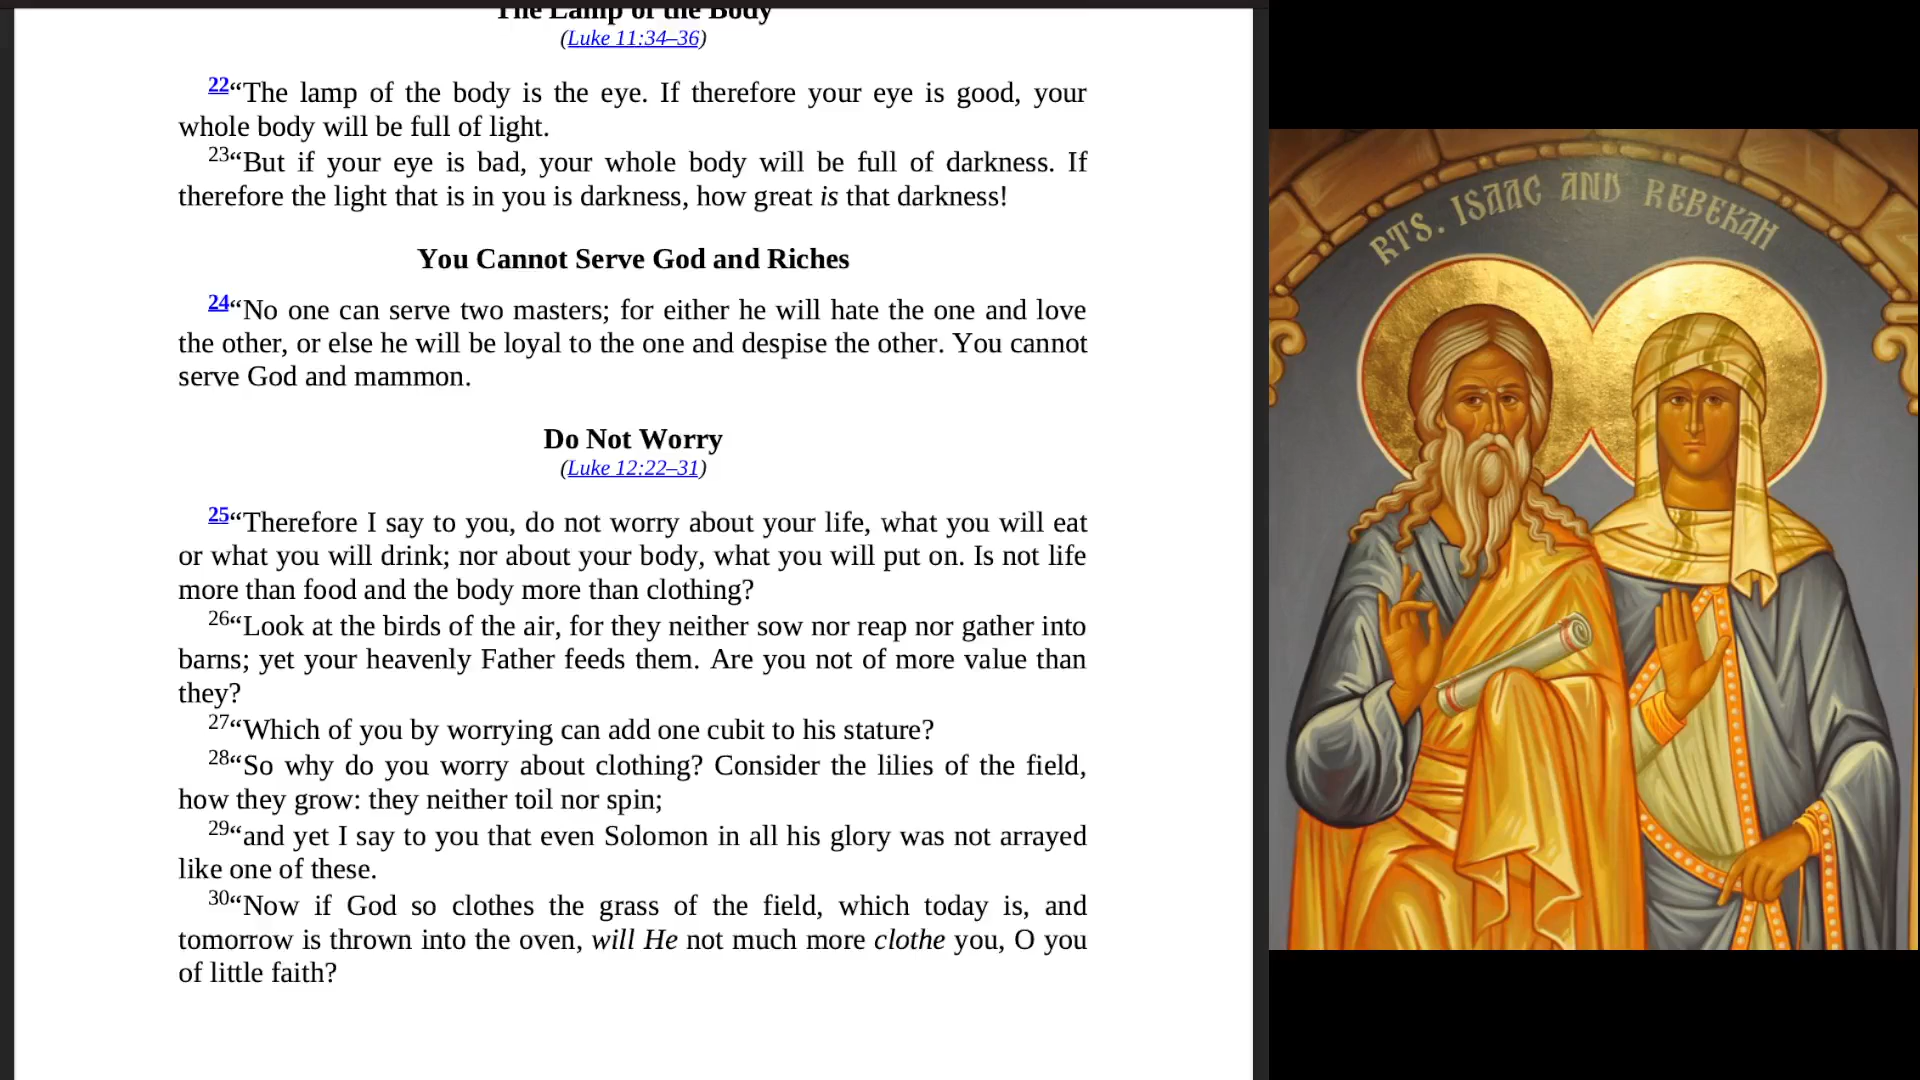 The Lamp of the Body
(Luke 11:34–36)
22“The lamp of the body is the eye. If therefore your eye is good, your
whole body will be full of light.
23“But if your eye is bad, your whole body will be full of darkness. If
therefore the light that is in you is darkness, how great is that darkness!
You Cannot Serve God and Riches
24“No one can serve two masters; for either he will hate the one and love
the other, or else he will be loyal to the one and despise the other. You cannot
serve God and mammon.
Do Not Worry
(Luke 12:22–31)
25“Therefore I say to you, do not worry about your life, what you will eat
or what you will drink; nor about your body, what you will put on. Is not life
more than food and the body more than clothing?
26“Look at the birds of the air, for they neither sow nor reap nor gather into
barns; yet your heavenly Father feeds them. Are you not of more value than
they?
27“Which of you by worrying can add one cubit to his stature?
28“So why do you worry about clothing? Consider the lilies of the field,
how they grow: they neither toil nor spin;
29“and yet I say to you that even Solomon in all his glory was not arrayed
like one of these.
30“Now if God so clothes the grass of the field, which today is, and
tomorrow is thrown into the oven, will He not much more clothe you, O you
of little faith?
RTS. ISAAC AND REBEKAH